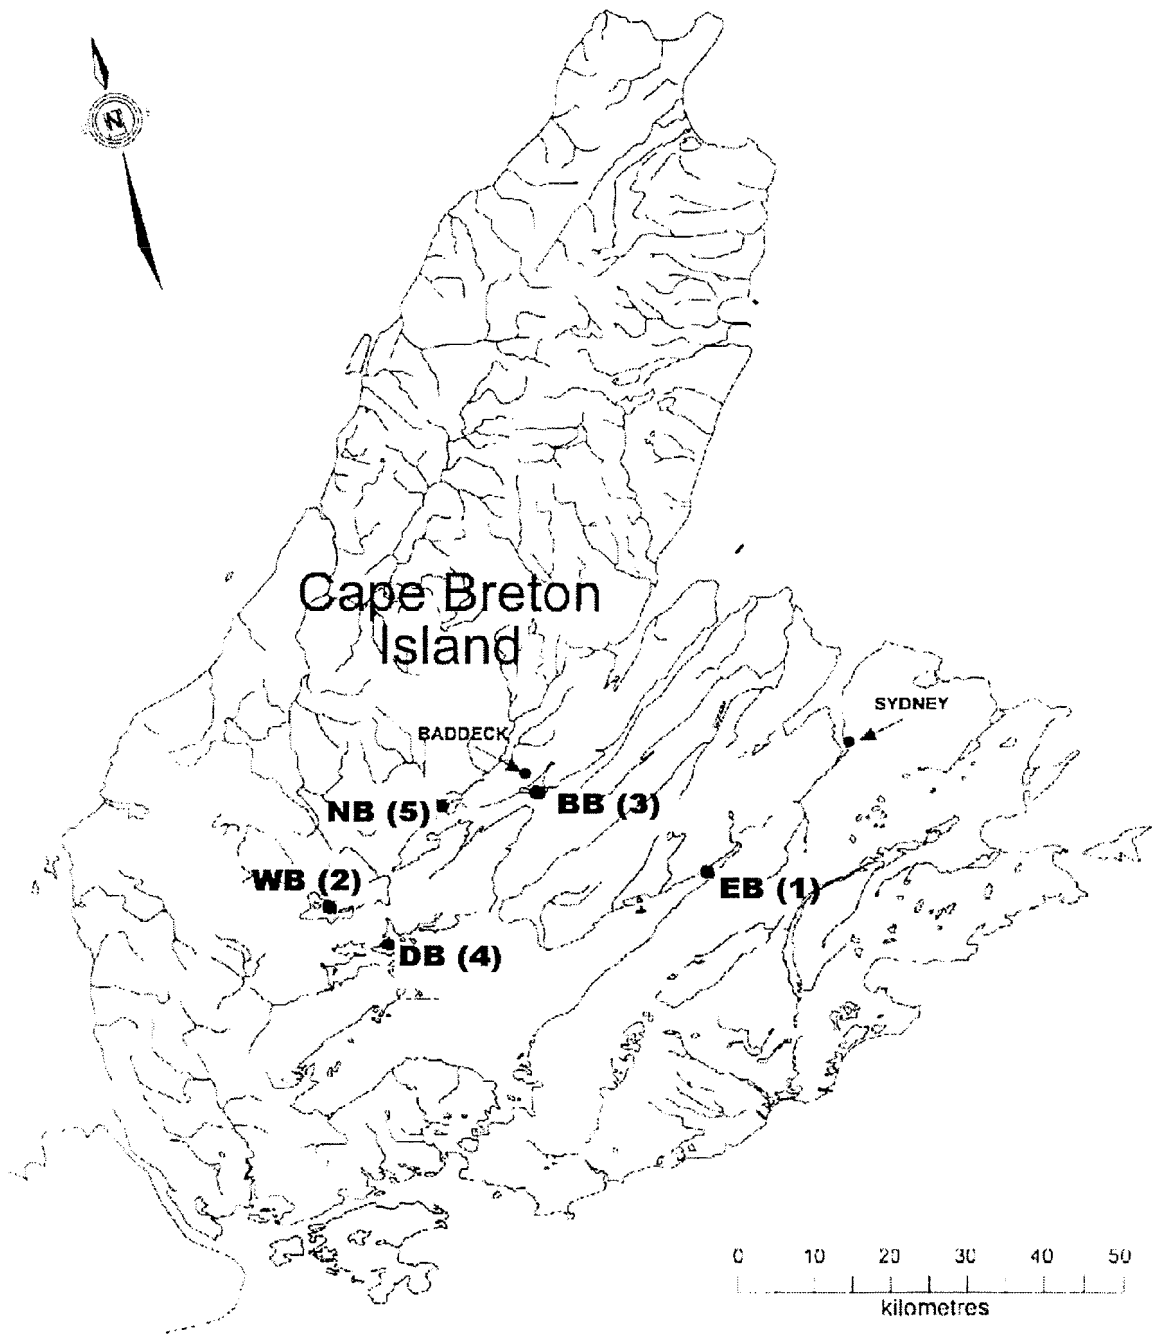 N
Cape Breton
Island
SYDNEY
BADDECK
NB (5)
BB (3)
WB (2)
EB (1)
DB (4)
0 10 20 30 40 50
kilometres